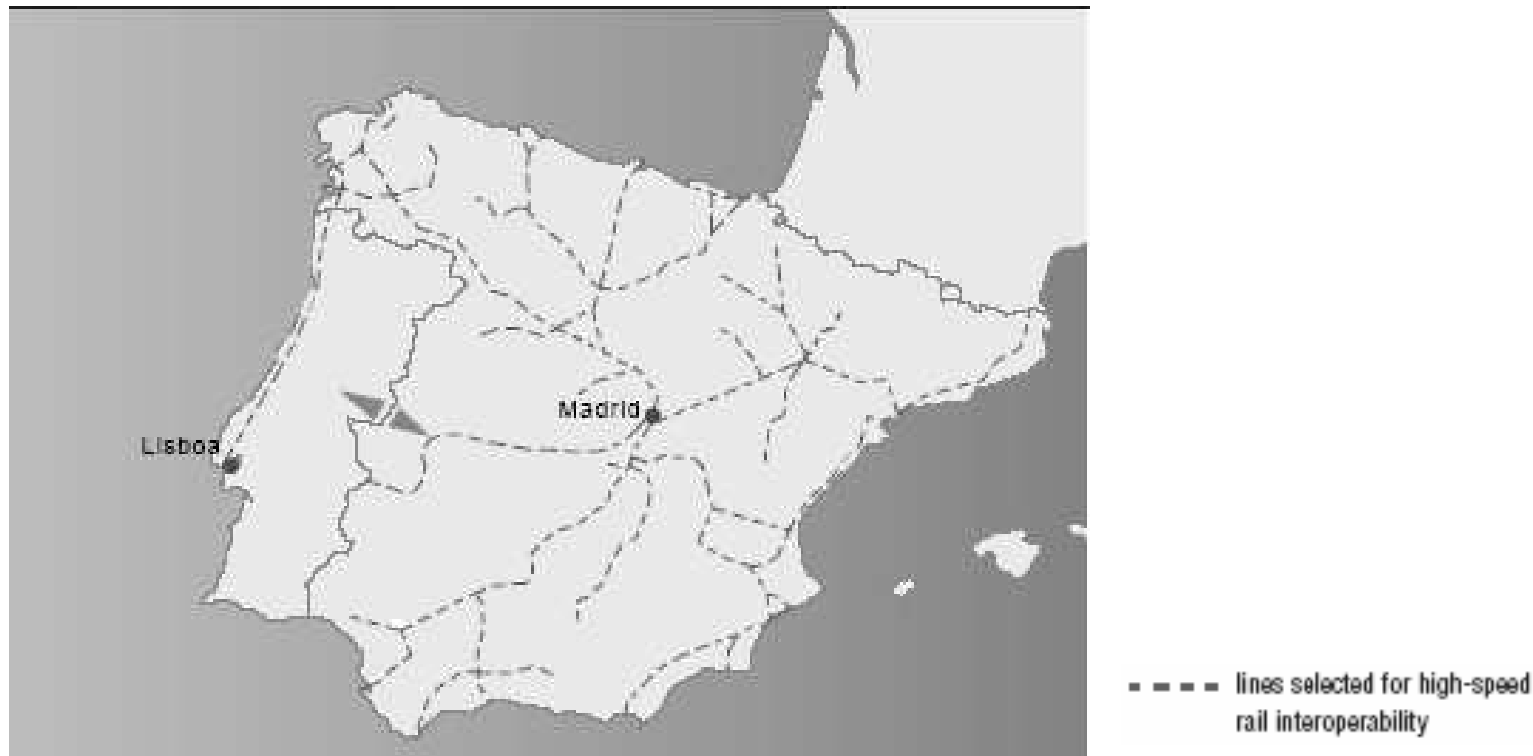 Madrid
Lisboa
lines selected for high-speed
rail interoperability